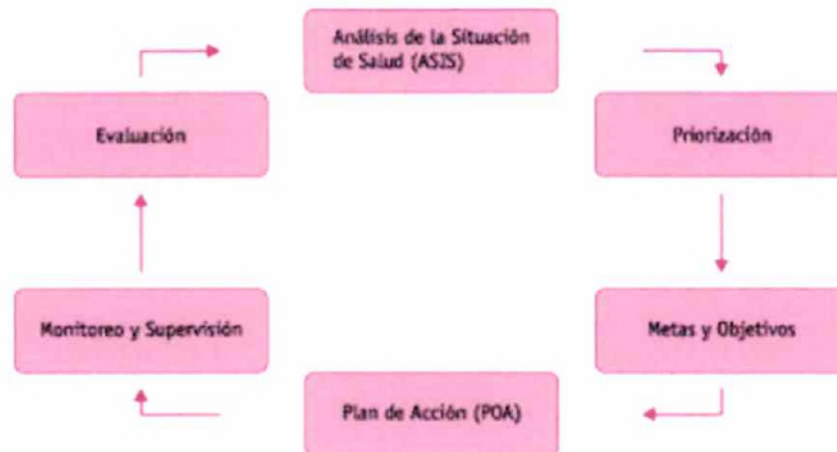 Análisis de la Situación
de Salud (ASIS)
Evaluación
Priorización
Monitoreo y Supervisión
Metas y Objetivos
Plan de Acción (POA)